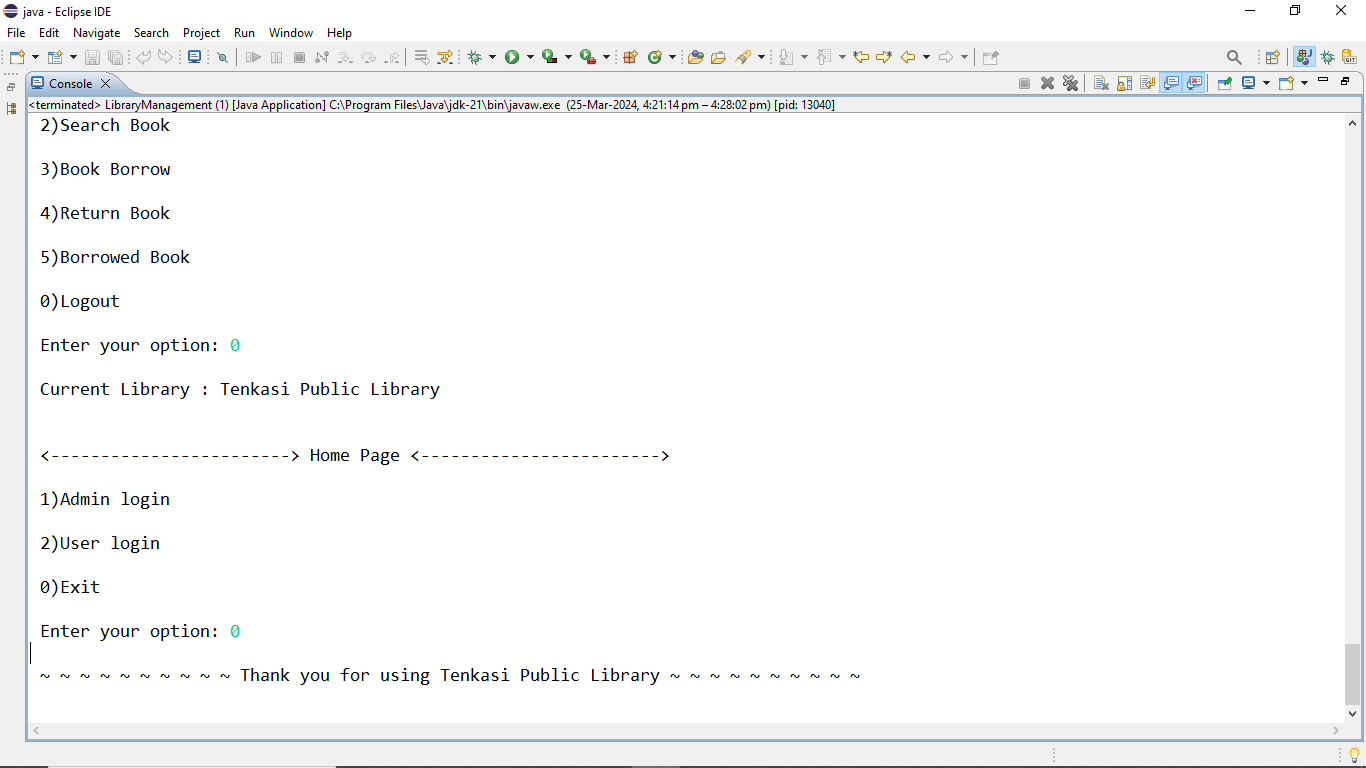 java - Eclipse IDE
File Edit Navigate Search Project Run Window Help
Console
<terminated> LibraryManagement (1) [Java Application] C:\Program Files\Java\jdk-21\bin\javaw.exe (25-Mar-2024, 4:21:14 pm – 4:28:02 pm) [pid: 13040]
2)Search Book
3)Book Borrow
4)Return Book
5)Borrowed Book
0)Logout
Enter your option: 0
Current Library : Tenkasi Public Library
<------------------------> Home Page <------------------------>
1)Admin login
2)User login
0)Exit
Enter your option: 0
~ ~ ~ ~ ~ ~ ~ ~ ~ ~ Thank you for using Tenkasi Public Library ~ ~ ~ ~ ~ ~ ~ ~ ~ ~